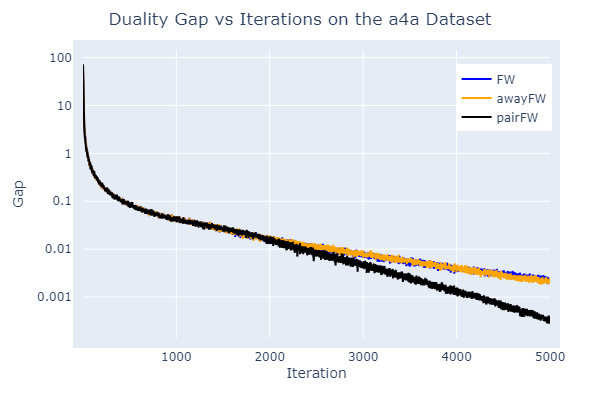 Duality Gap vs Iterations on the a4a Dataset
100
10
1
0.1
0.01
0.001
Gap
FW
awayFW
pairFW
1000
2000
3000
4000
5000
Iteration